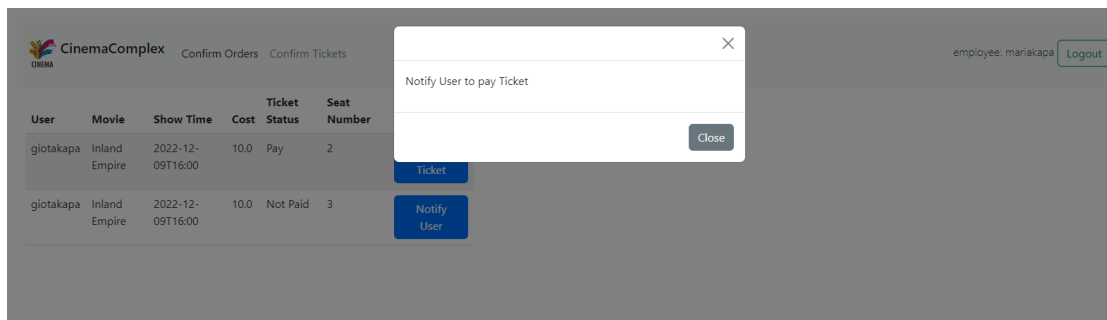 CinemaComplex
CINEMA
Confirm Orders Confirm Tickets
employee: mariakapa Logout
Notify User to pay Ticket
Close
User Movie Show Time Cost Ticket Status Seat Number
giotakapa Inland Empire 2022-12-09T16:00 10.0 Pay 2 Ticket
giotakapa Inland Empire 2022-12-09T16:00 10.0 Not Paid 3 Notify User